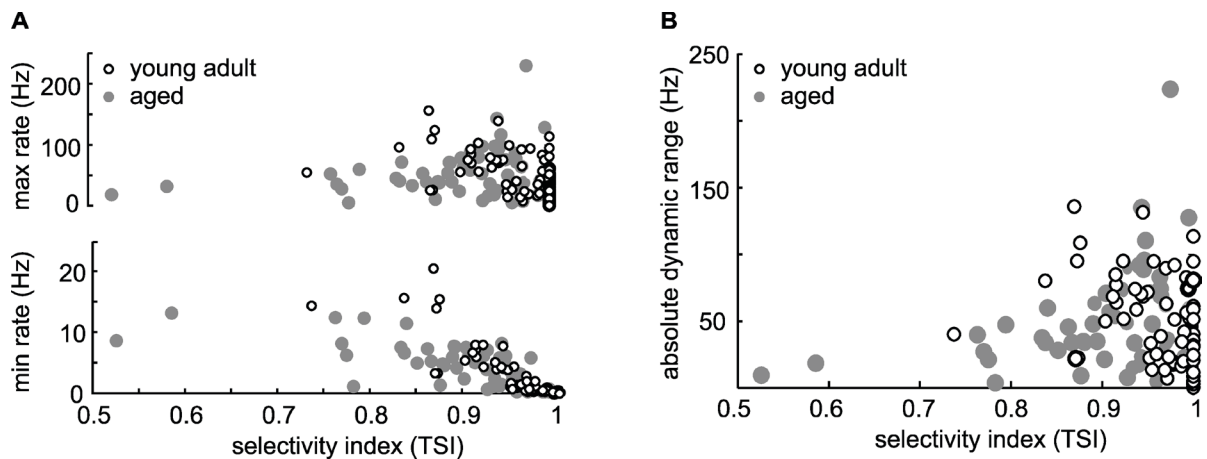 A
max rate (Hz)
200
100
0
young adult
aged
min rate (Hz)
20
10
0
0.5
0.6
0.7
0.8
0.9
1
selectivity index (TSI)
B
absolute dynamic range (Hz)
250
150
50
young adult
aged
0.5
0.6
0.7
0.8
0.9
1
selectivity index (TSI)